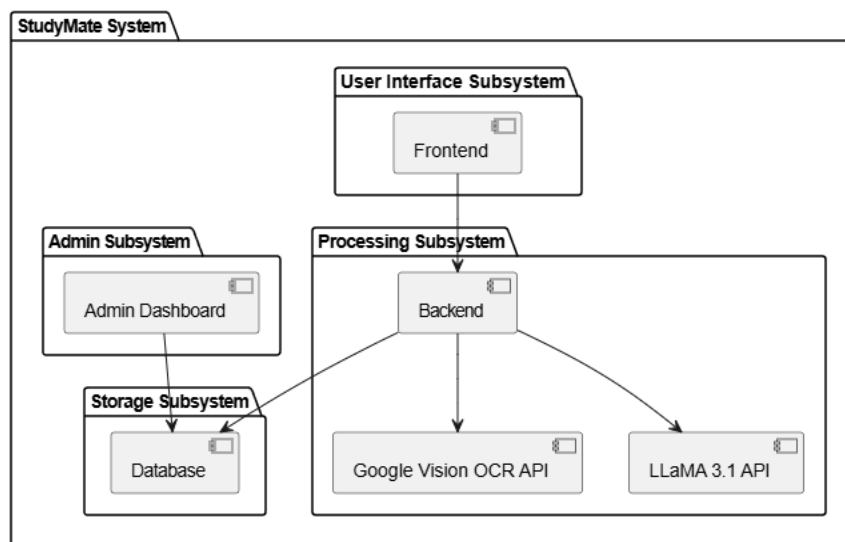 StudyMate System
User Interface Subsystem
Frontend
Admin Subsystem
Processing Subsystem
Admin Dashboard
Backend
Storage Subsystem
Database
Google Vision OCR API
LLaMA 3.1 API